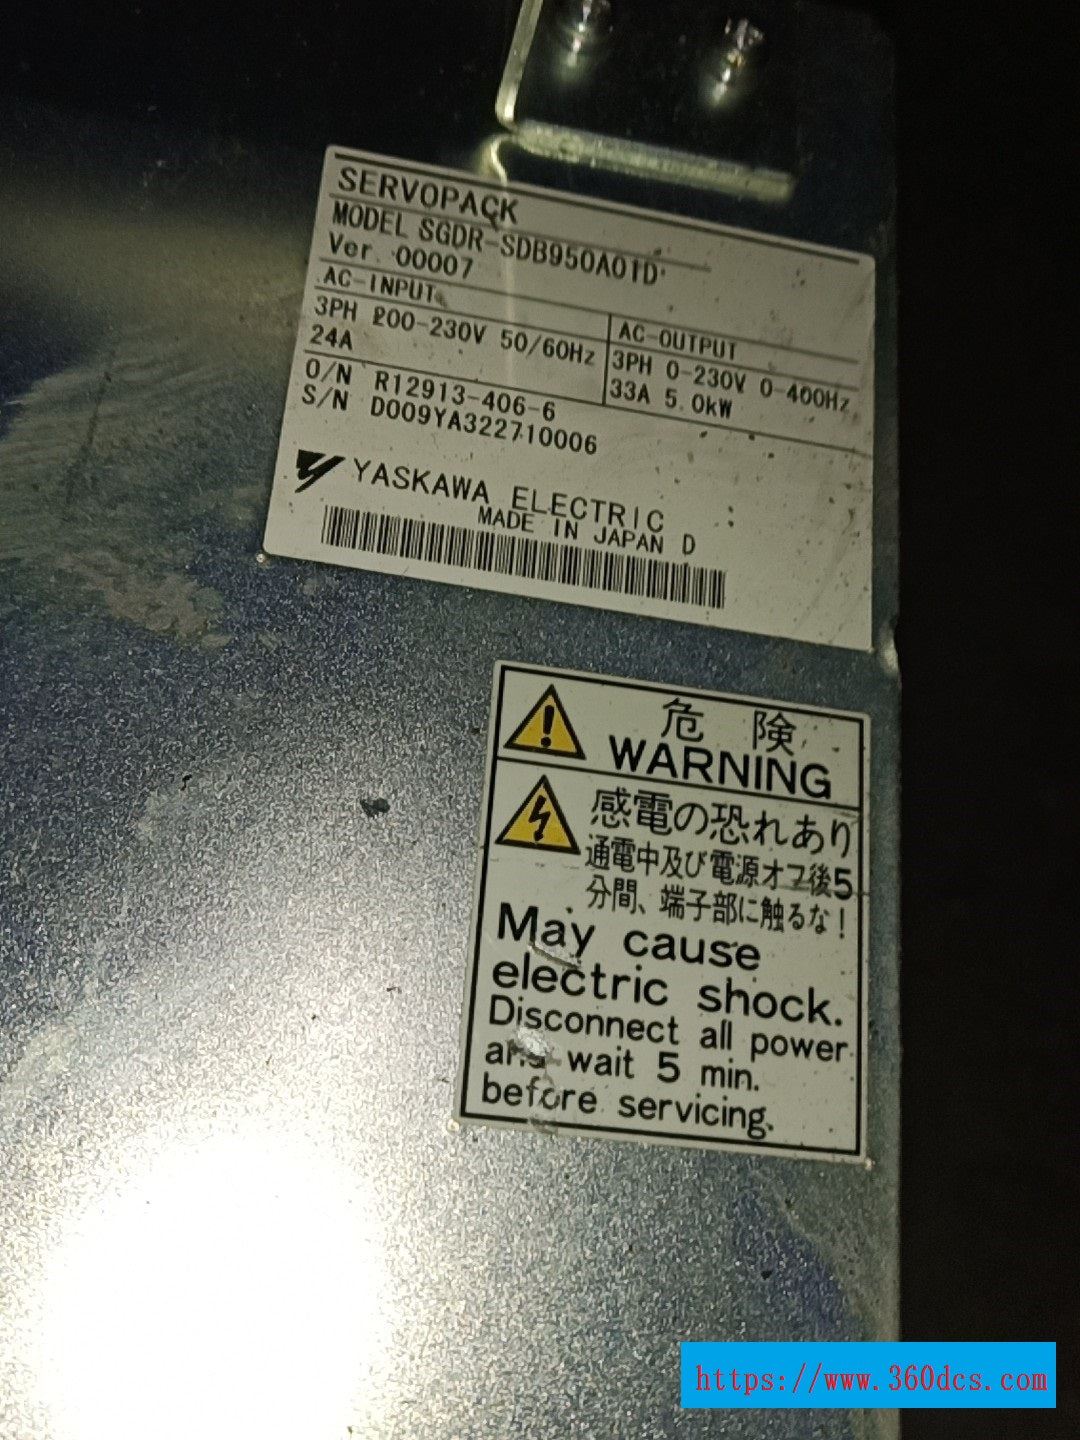 SERVOPACK
MODEL SGDR-SDB950A01D
Ver. 00007
AC-INPUT
3PH 200-230V 50/60Hz
24A
AC-OUTPUT
3PH 0-230V 0-400Hz
33A 5.0kW
O/N R12913-406-6
S/N D009YA322710006
YASKAWA ELECTRIC
MADE IN JAPAN D
危 険
WARNING
感電の恐れあり
通電中及び電源オフ後5
分間、端子部に触るな!
May cause
electric shock.
Disconnect all power
and wait 5 min.
before servicing.
https://www.360dcs.com